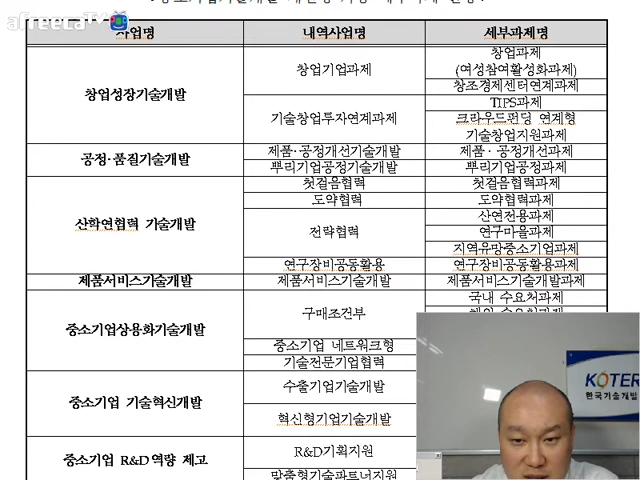 afreecaTV
사업명 내역사업명 세부과제명
창업성장기술개발 창업기업과제 창업과제
(여성참여활성화과제)
창조경제센터연계과제
기술창업투자연계과제 TIPS과제
크라우드펀딩 연계형
기술창업지원과제
공정·품질기술개발 제품·공정개선기술개발 제품· 공정개선과제
뿌리기업공정기술개발 뿌리기업공정과제
산학연협력 기술개발 첫걸음협력 첫걸음협력과제
도약협력 도약협력과제
전략협력 산연전용과제
연구마을과제
지역유망중소기업과제
연구장비공동활용 연구장비공동활용과제
제품서비스기술개발 제품서비스기술개발 제품서비스기술개발과제
중소기업상용화기술개발 구매조건부 국내 수요처과제
중소기업 네트워크형
기술전문기업협력
중소기업 기술혁신개발 수출기업기술개발
혁신형기업기술개발
중소기업 R&D역량 제고 R&D기획지원
맞춤형기술파트너지원
KOTER
한국기술개발